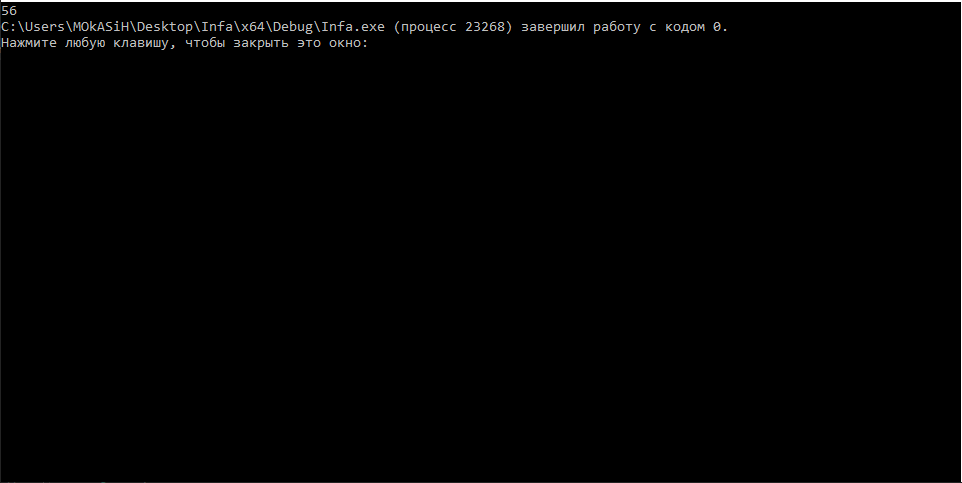 56
C:\Users\MOkASiH\Desktop\Infa\x64\Debug\Infa.exe (процесс 23268) завершил работу с кодом 0.
Нажмите любую клавишу, чтобы закрыть это окно: